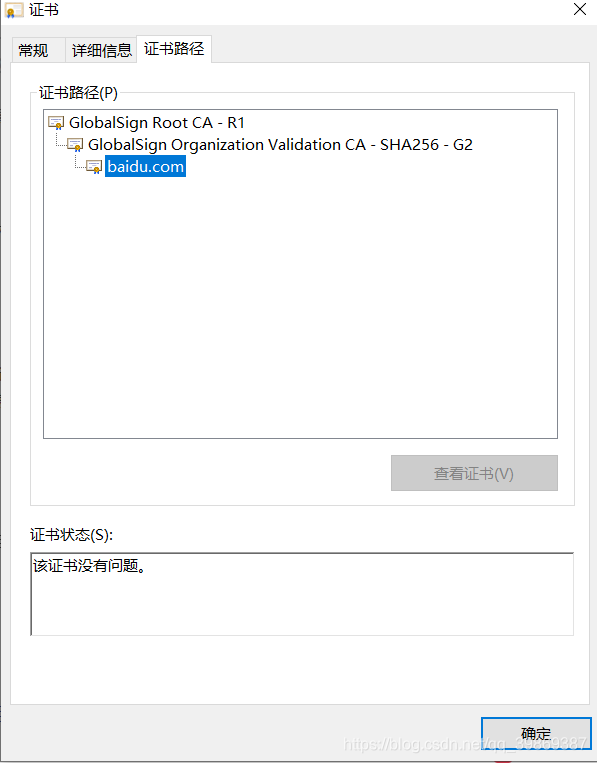 证书
常规 详细信息 证书路径
证书路径(P)
GlobalSign Root CA - R1
GlobalSign Organization Validation CA - SHA256 - G2
baidu.com
查看证书(V)
证书状态(S):
该证书没有问题。
确定
https://blog.csdn.net/qq_39869387